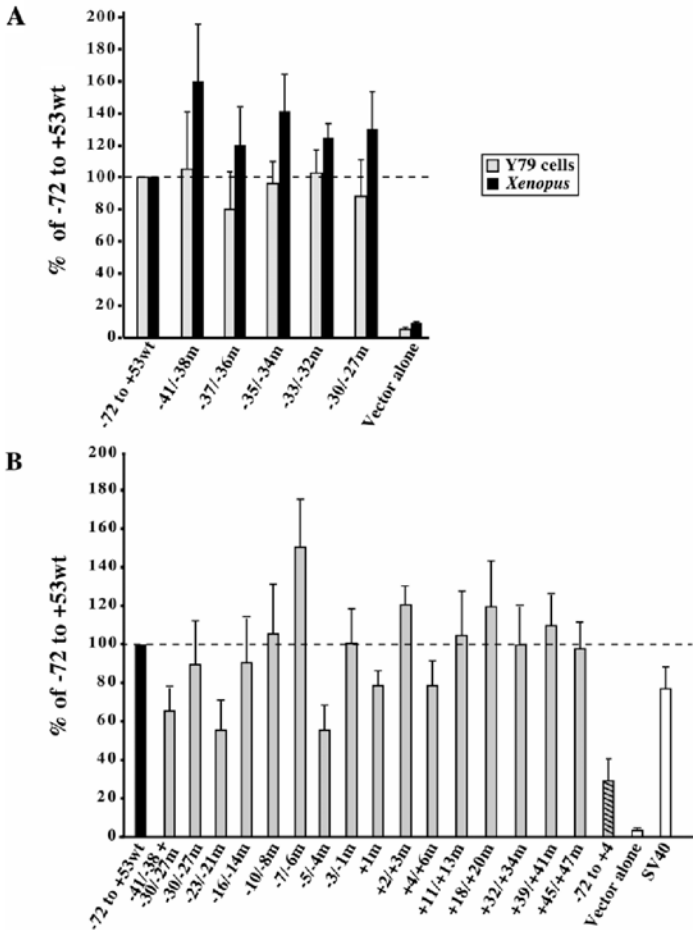 A
200
180
160
140
120
100
80
60
40
20
0
% of -72 to +53wt
Y79 cells
Xenopus
-72 to +53wt
-41/-38m
-37/-36m
-35/-34m
-33/-32m
-30/-27m
Vector alone
B
200
180
160
140
120
100
80
60
40
20
0
% of -72 to +53wt
-72 to +53wt
-41/-38 +
-30/-27m
-30/-27m
-23/-21m
-16/-14m
-10/-8m
-7/-6m
-5/-4m
-3/-1m
+1m
+2/+3m
+4/+6m
+11/+13m
+18/+20m
+32/+34m
+39/+41m
+45/+47m
-72 to +4
Vector alone
SV40